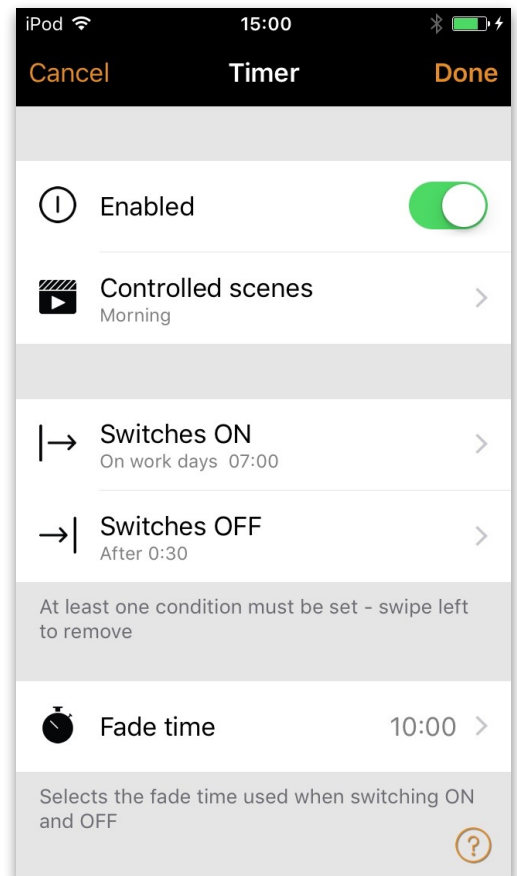 iPod 15:00
Cancel Timer Done
Enabled
Controlled scenes
Morning
Switches ON
On work days 07:00
Switches OFF
After 0:30
At least one condition must be set - swipe left
to remove
Fade time 10:00
Selects the fade time used when switching ON
and OFF
?